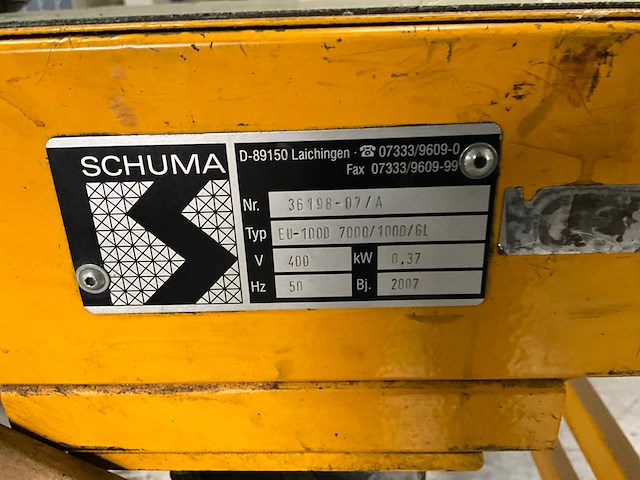 SCHUMA
D-89150 Laichingen · ☎ 07333/9609-0
Fax 07333/9609-99
Nr. 36198-07/A
Typ EU-100D 7000/1000/GL
V 400 kW 0,37
Hz 50 Bj. 2007